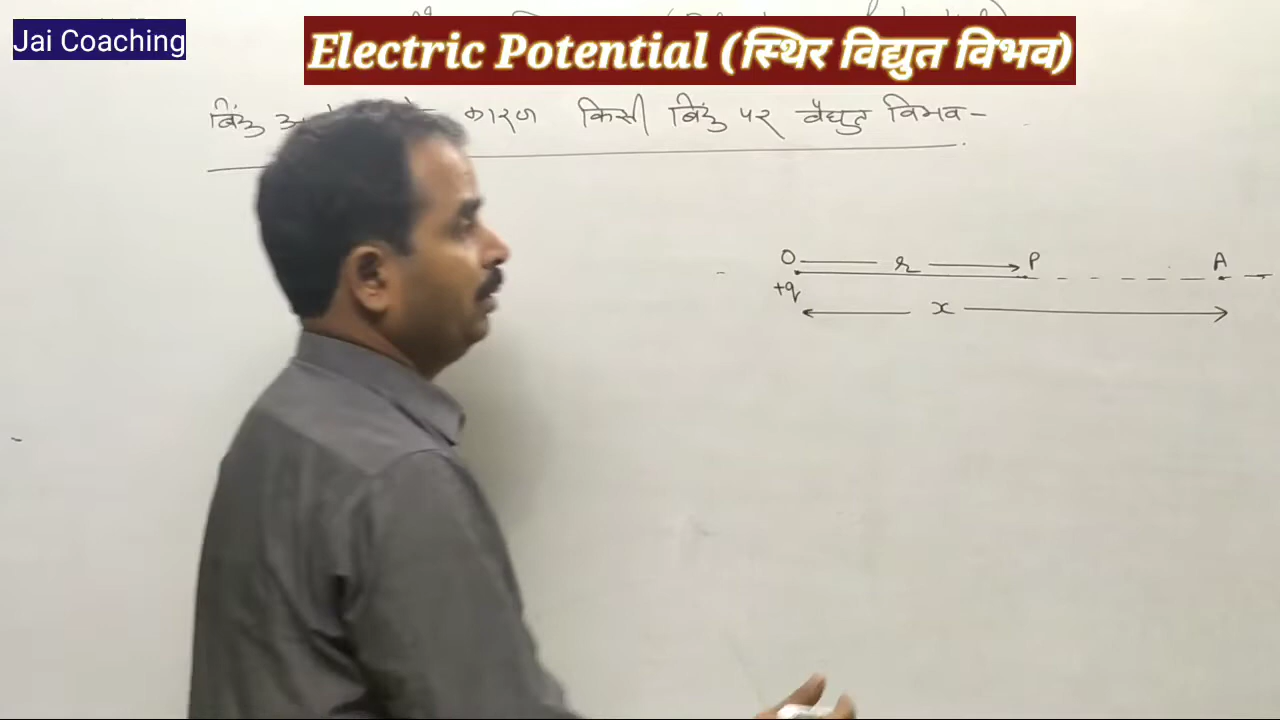 Jai Coaching
Electric Potential (स्थिर विद्युत विभव)
बिंदु कारण किसी बिंदु पर वैद्युत विभव-
O r P A
+q
x